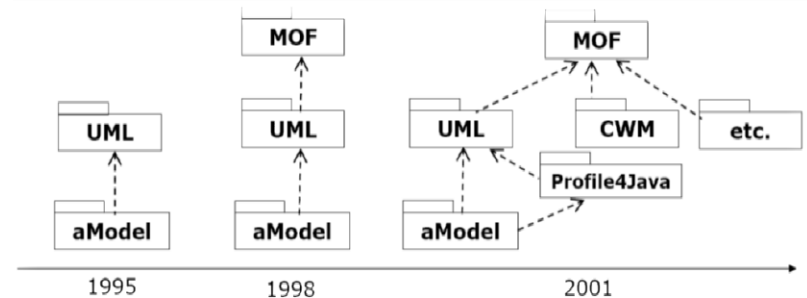 MOF
MOF
UML
UML
UML
CWM
etc.
Profile4Java
aModel
aModel
aModel
1995
1998
2001